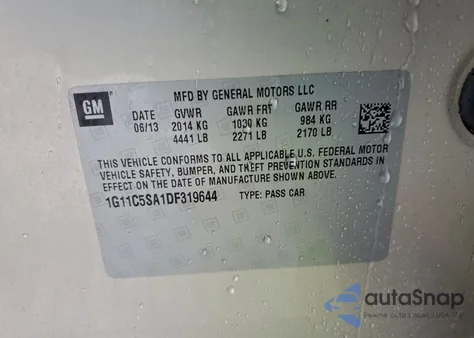 GM
MFD BY GENERAL MOTORS LLC
DATE GVWR GAWR FRT GAWR RR
06/13 2014 KG 1030 KG 984 KG
4441 LB 2271 LB 2170 LB
THIS VEHICLE CONFORMS TO ALL APPLICABLE U.S. FEDERAL MOTOR
VEHICLE SAFETY, BUMPER, AND THEFT PREVENTION STANDARDS IN
EFFECT ON THE DATE OF MANUFACTURE SHOWN ABOVE.
1G11C5SA1DF319644 TYPE: PASS CAR
autoSnap